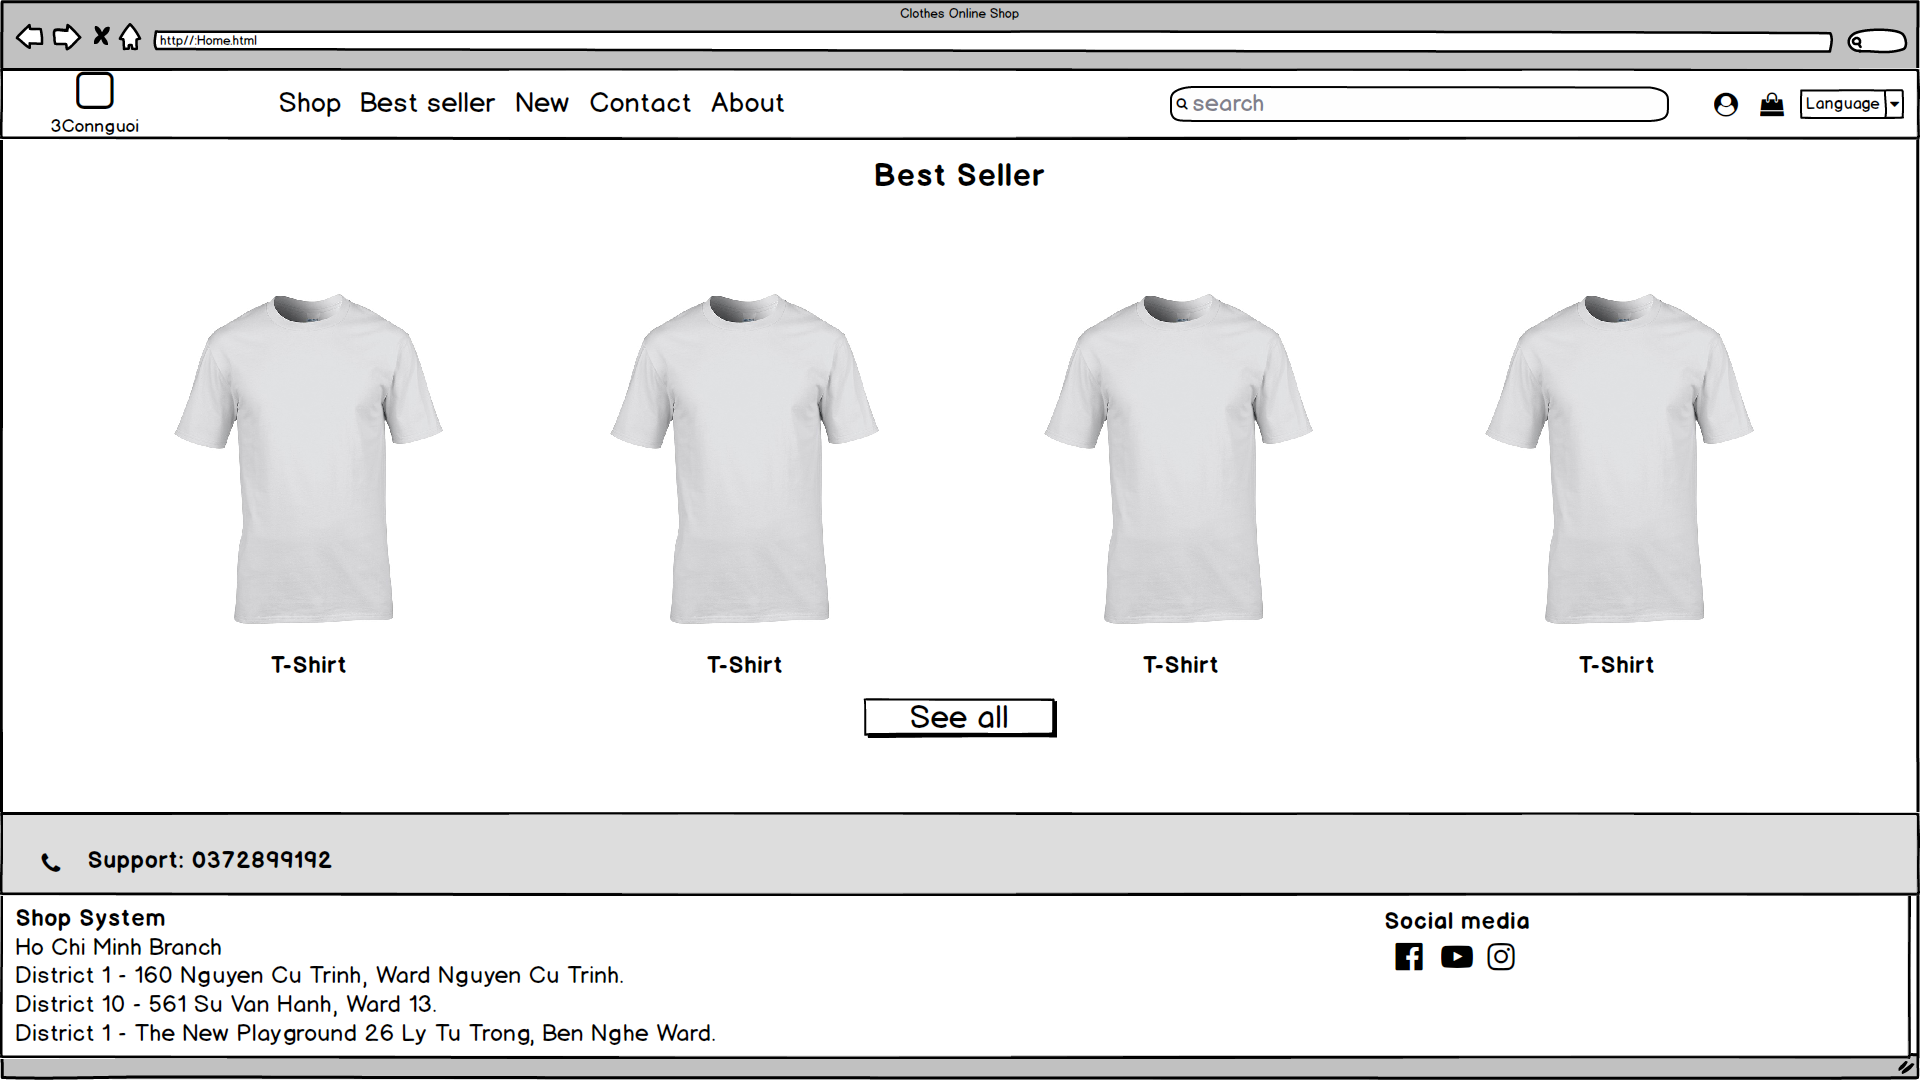 Clothes Online Shop
http//:Home.html
3Connguoi
Shop Best seller New Contact About
search
Language
Best Seller
T-Shirt T-Shirt T-Shirt T-Shirt
See all
Support: 0372899192
Shop System
Ho Chi Minh Branch
District 1 - 160 Nguyen Cu Trinh, Ward Nguyen Cu Trinh.
District 10 - 561 Su Van Hanh, Ward 13.
District 1 - The New Playground 26 Ly Tu Trong, Ben Nghe Ward.
Social media